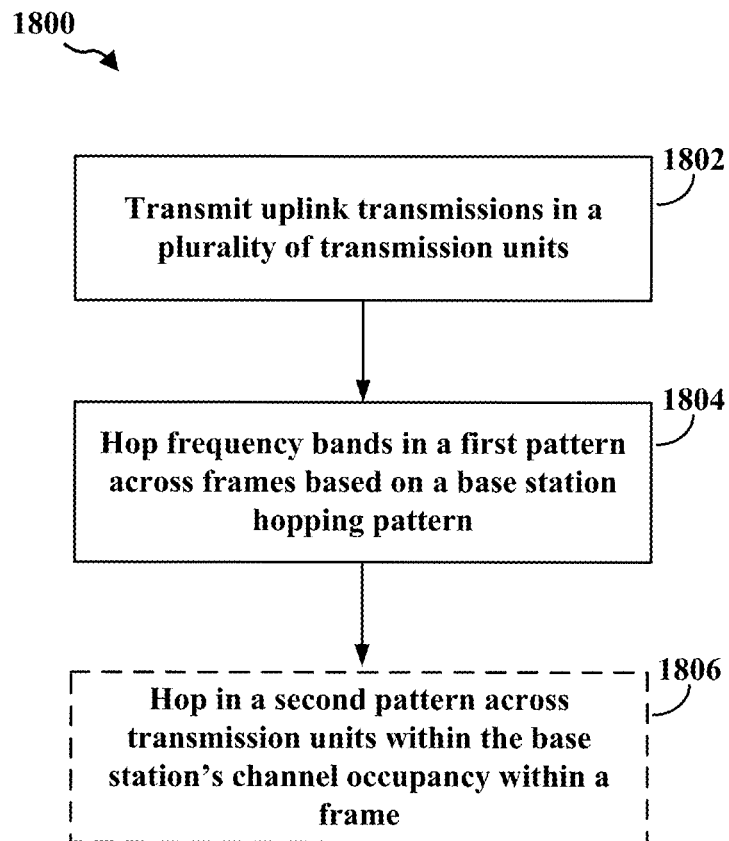 1800
1802
Transmit uplink transmissions in a
plurality of transmission units
1804
Hop frequency bands in a first pattern
across frames based on a base station
hopping pattern
1806
Hop in a second pattern across
transmission units within the base
station's channel occupancy within a
frame